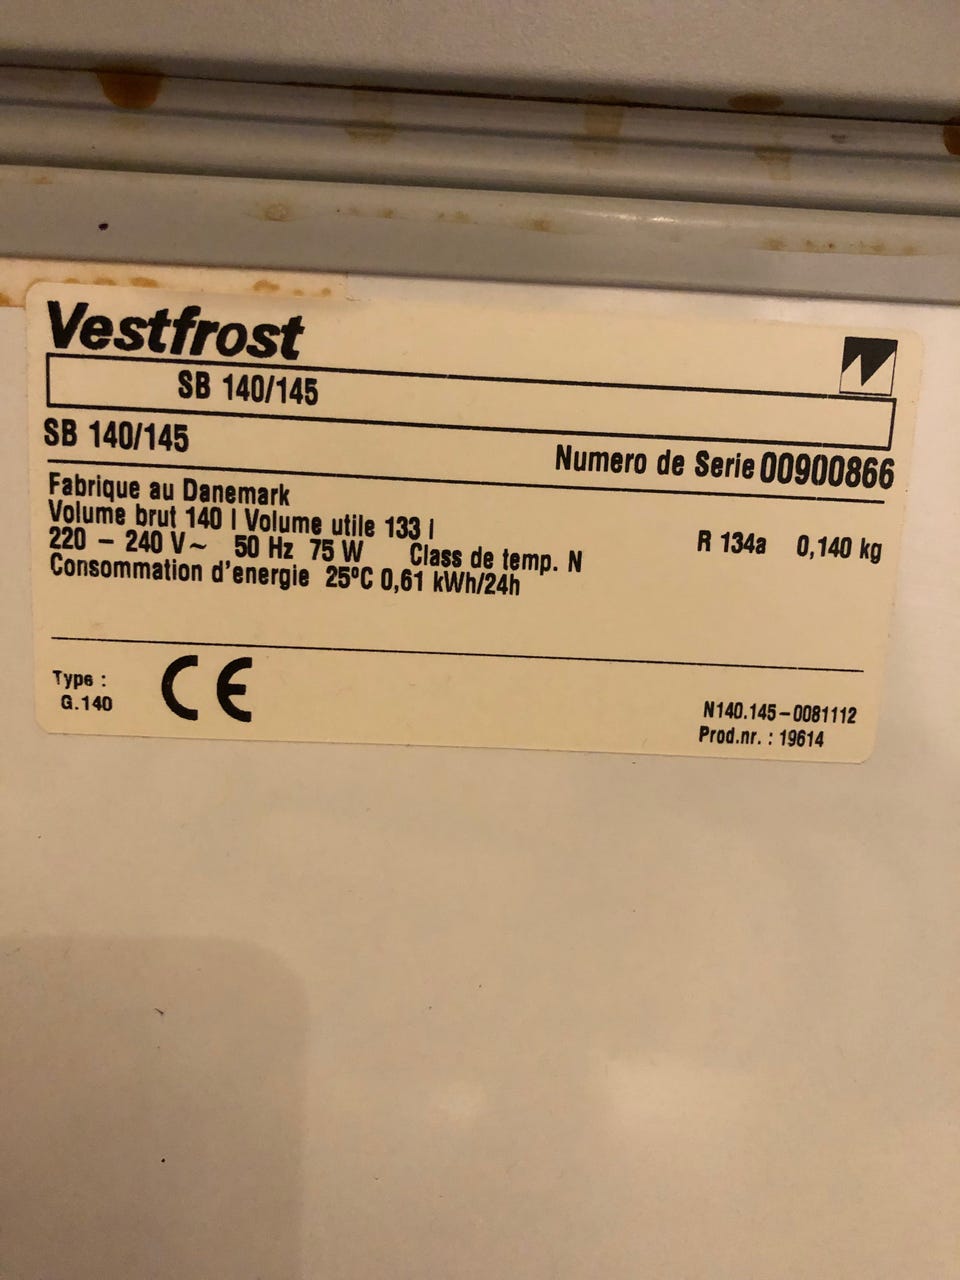 Vestfrost
SB 140/145
SB 140/145
Numero de Serie 00900866
Fabrique au Danemark
Volume brut 140 l Volume utile 133 l
220 – 240 V~ 50 Hz 75 W Class de temp. N
R 134a 0,140 kg
Consommation d'energie 25ºC 0,61 kWh/24h
Type :
G.140
CE
N140.145–0081112
Prod.nr. : 19614